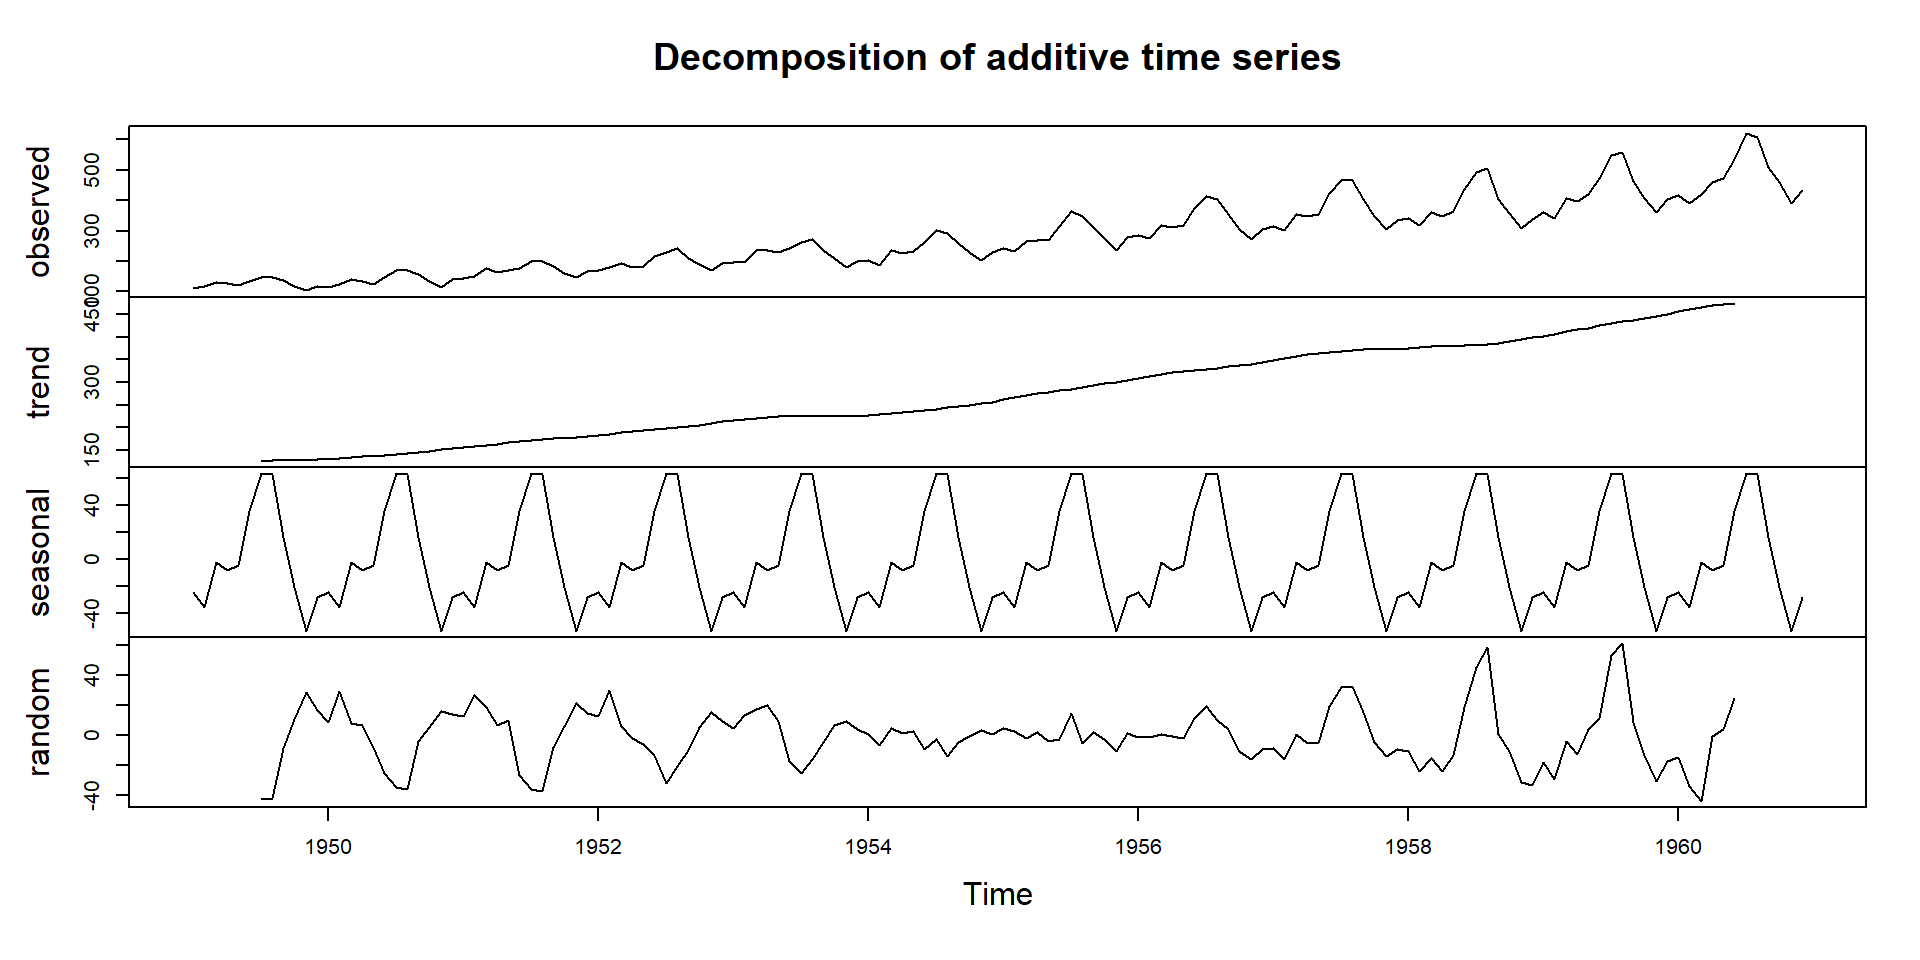 Decomposition of additive time series
observed
100 300 500
trend
150 300 450
seasonal
-40 0 40
random
-40 0 40
1950 1952 1954 1956 1958 1960
Time